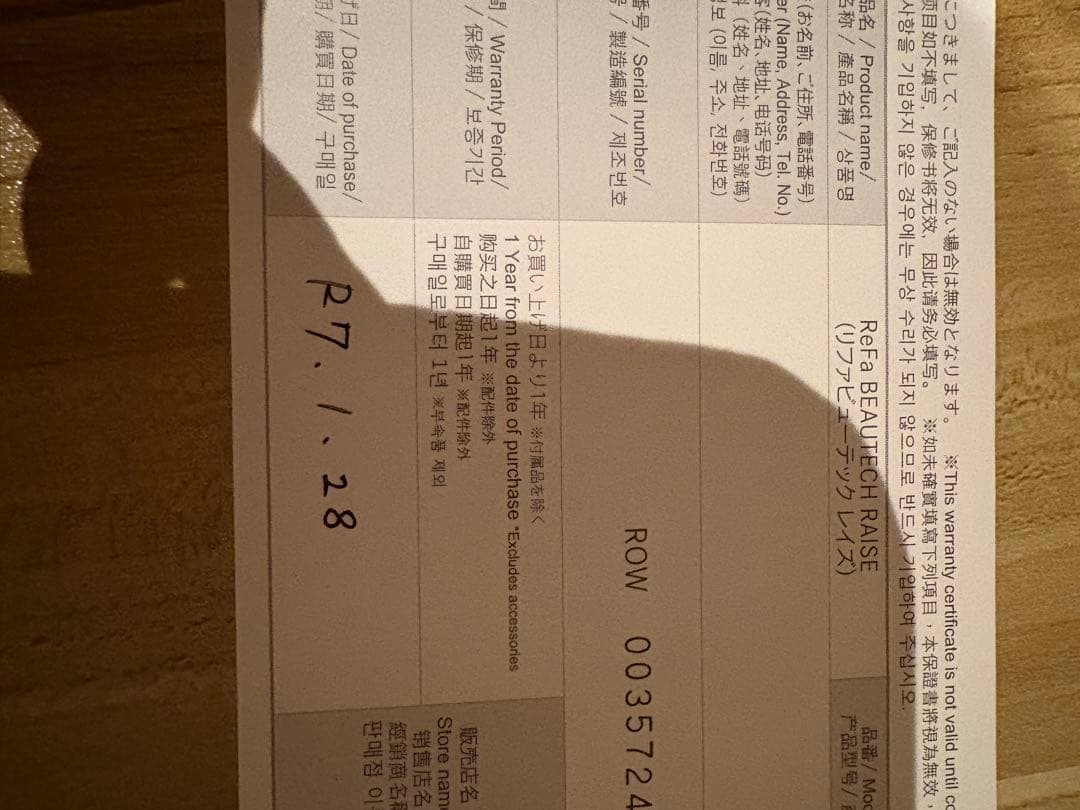 につきまして、ご記入のない場合は無効となります。 ※This warranty certificate is not valid until
项目如不填写，保修书将无效，因此请务必填写。 ※如未確實填寫下列項目，本保證書將視為無效
사항을 기입하지 않은 경우에는 무상 수리가 되지 않으므로 반드시 기입하여 주십시오.
品名 / Product name/
名称 / 產品名稱 / 상품명
ReFa BEAUTECH RAISE
(リファビューテック レイズ)
品番/
产品型号/
(お名前、ご住所、電話番号)
(Name, Address, Tel. No.)
(姓名, 地址, 电话号码)
(姓名、地址、電話號碼)
(이름, 주소, 전화번호)
番号 / Serial number/
/ 製造編號 / 제조번호
ROW 0035724
/ Warranty Period/
/ 保修期 / 보증기간
お買い上げ日より1年 ※付属品を除く
1 Year from the date of purchase *Excludes accessories
购买之日起1年 ※配件除外
自購買日期起1年 ※配件除外
구매일로부터 1년 ※부속품 제외
げ日 / Date of purchase/
/ 購買日期/ 구매일
R7. 1、28
販売店名
Store name
销售店名
經銷商名稱
판매점